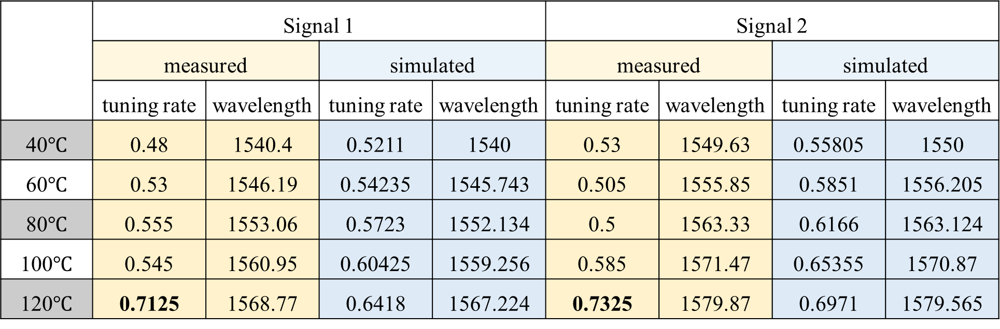 Signal 1 Signal 2
measured simulated measured simulated
tuning rate wavelength tuning rate wavelength tuning rate wavelength tuning rate wavelength
40°C 0.48 1540.4 0.5211 1540 0.53 1549.63 0.55805 1550
60°C 0.53 1546.19 0.54235 1545.743 0.505 1555.85 0.5851 1556.205
80°C 0.555 1553.06 0.5723 1552.134 0.5 1563.33 0.6166 1563.124
100°C 0.545 1560.95 0.60425 1559.256 0.585 1571.47 0.65355 1570.87
120°C 0.7125 1568.77 0.6418 1567.224 0.7325 1579.87 0.6971 1579.565